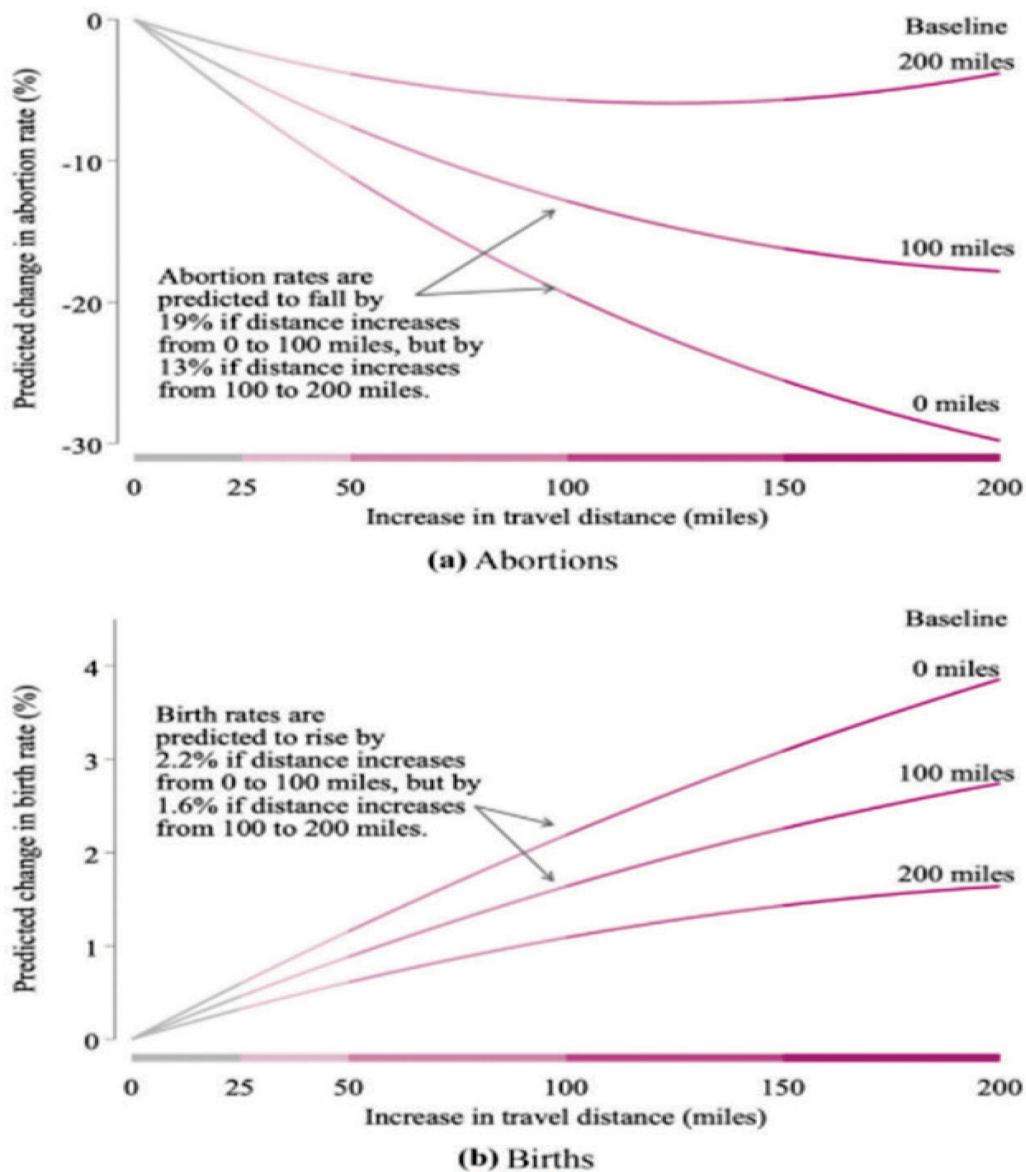 Predicted change in abortion rate (%)
0
-10
-20
-30
Baseline
200 miles
100 miles
0 miles
Abortion rates are
predicted to fall by
19% if distance increases
from 0 to 100 miles, but by
13% if distance increases
from 100 to 200 miles.
0 25 50 100 150 200
Increase in travel distance (miles)
(a) Abortions
Predicted change in birth rate (%)
4
3
2
1
0
Baseline
0 miles
100 miles
200 miles
Birth rates are
predicted to rise by
2.2% if distance increases
from 0 to 100 miles, but by
1.6% if distance increases
from 100 to 200 miles.
0 25 50 100 150 200
Increase in travel distance (miles)
(b) Births